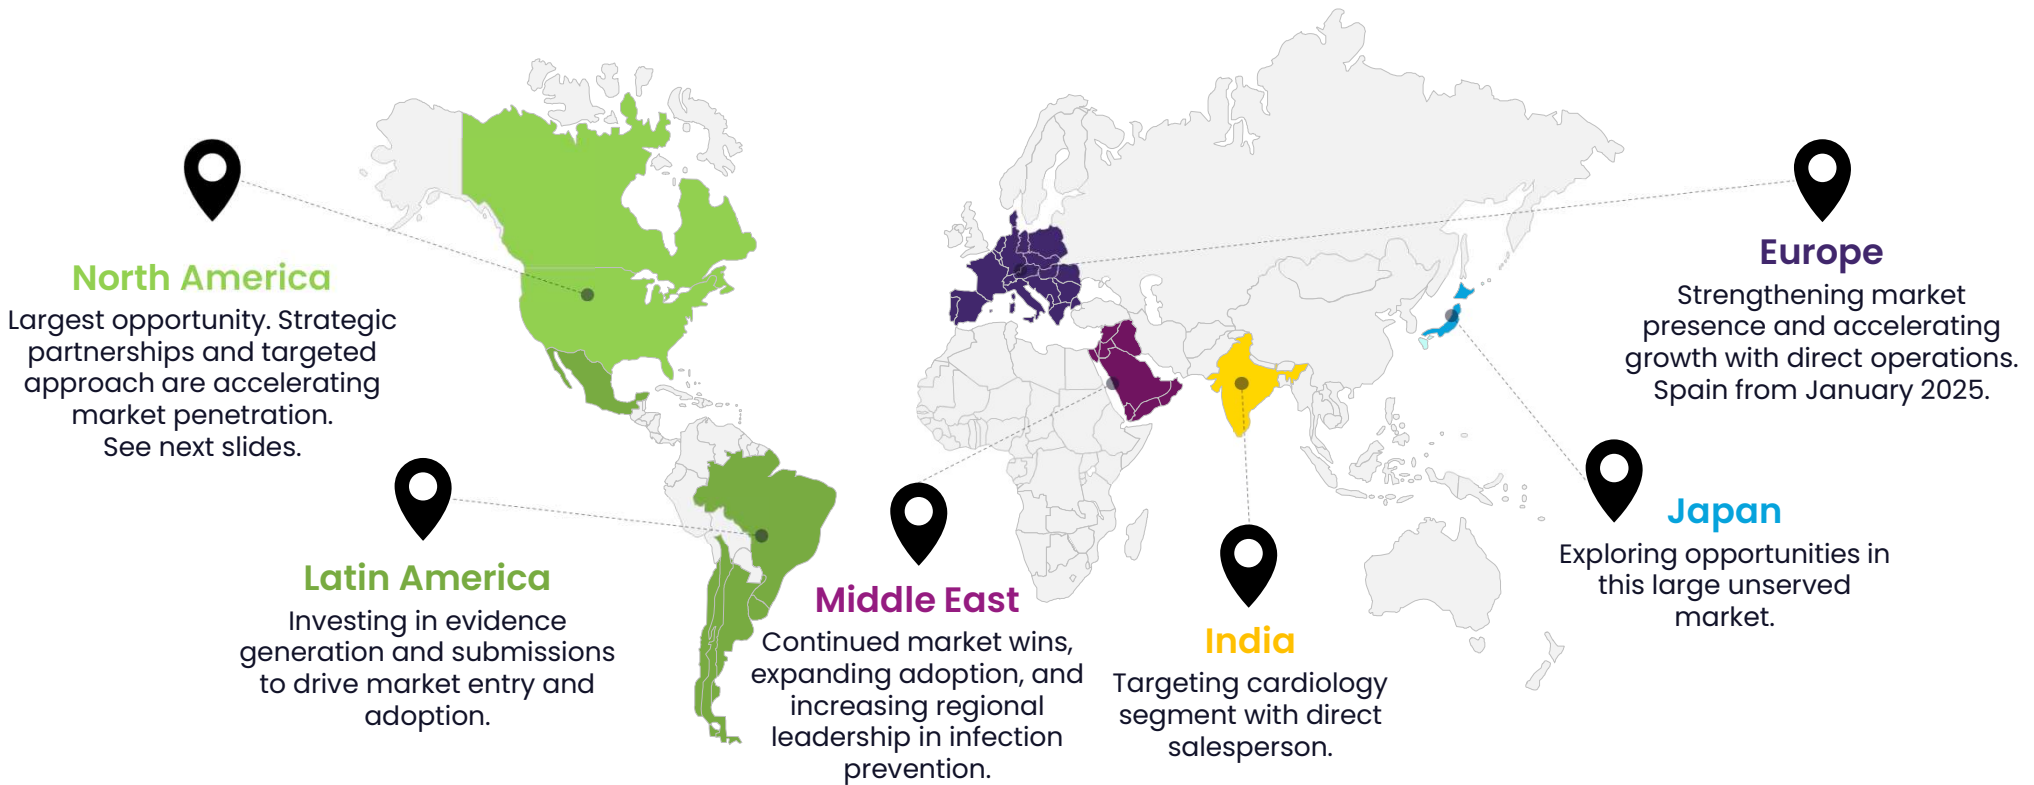 North America
Largest opportunity. Strategic
partnerships and targeted
approach are accelerating
market penetration.
See next slides.
Latin America
Investing in evidence
generation and submissions
to drive market entry and
adoption.
Middle East
Continued market wins,
expanding adoption, and
increasing regional
leadership in infection
prevention.
India
Targeting cardiology
segment with direct
salesperson.
Europe
Strengthening market
presence and accelerating
growth with direct operations.
Spain from January 2025.
Japan
Exploring opportunities in
this large unserved
market.